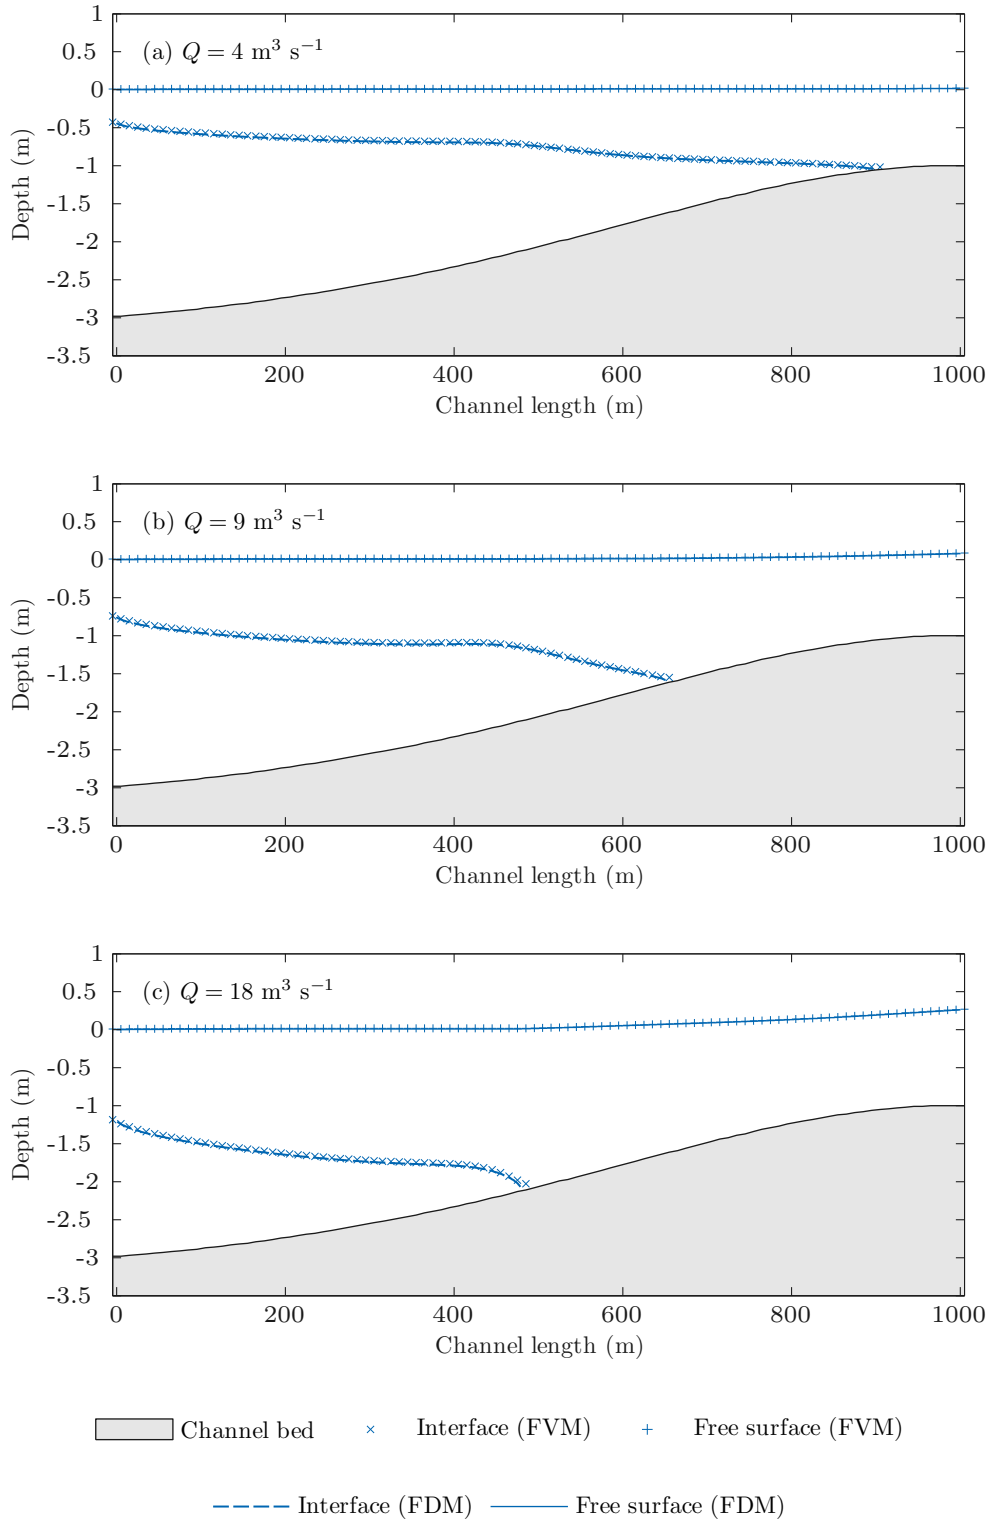 1
0.5
(a) Q = 4 m³ s⁻¹
0
-0.5
-1
-1.5
-2
-2.5
-3
-3.5
Depth (m)
0 200 400 600 800 1000
Channel length (m)
1
0.5
(b) Q = 9 m³ s⁻¹
0
-0.5
-1
-1.5
-2
-2.5
-3
-3.5
Depth (m)
0 200 400 600 800 1000
Channel length (m)
1
0.5
(c) Q = 18 m³ s⁻¹
0
-0.5
-1
-1.5
-2
-2.5
-3
-3.5
Depth (m)
0 200 400 600 800 1000
Channel length (m)
Channel bed Interface (FVM) Free surface (FVM)
Interface (FDM) Free surface (FDM)